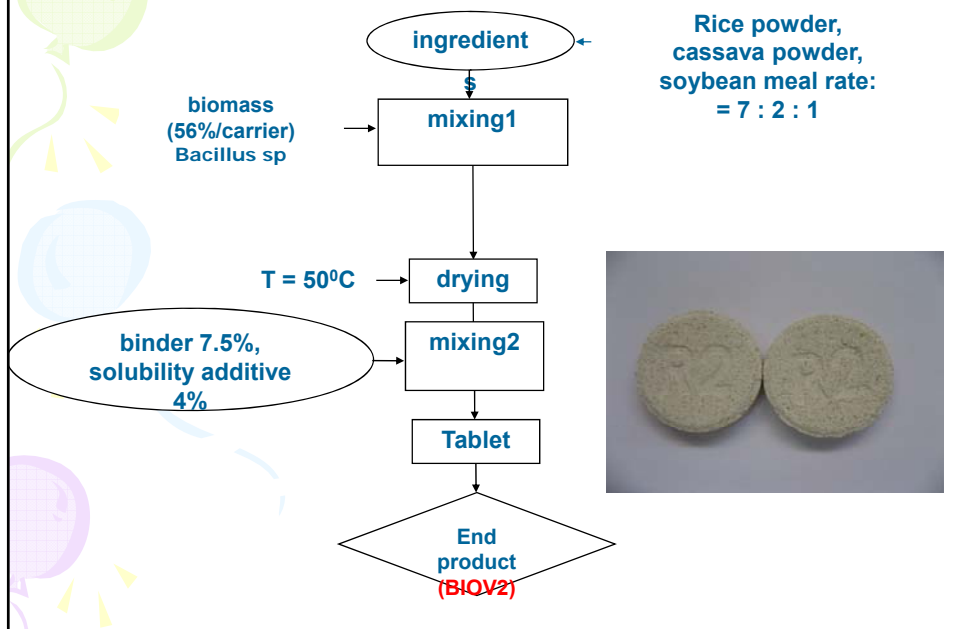 ingredient
s
Rice powder,
cassava powder,
soybean meal rate:
= 7 : 2 : 1
biomass
(56%/carrier)
Bacillus sp
mixing1
T = 50⁰C
drying
binder 7.5%,
solubility additive
4%
mixing2
Tablet
End
product
(BIOV2)